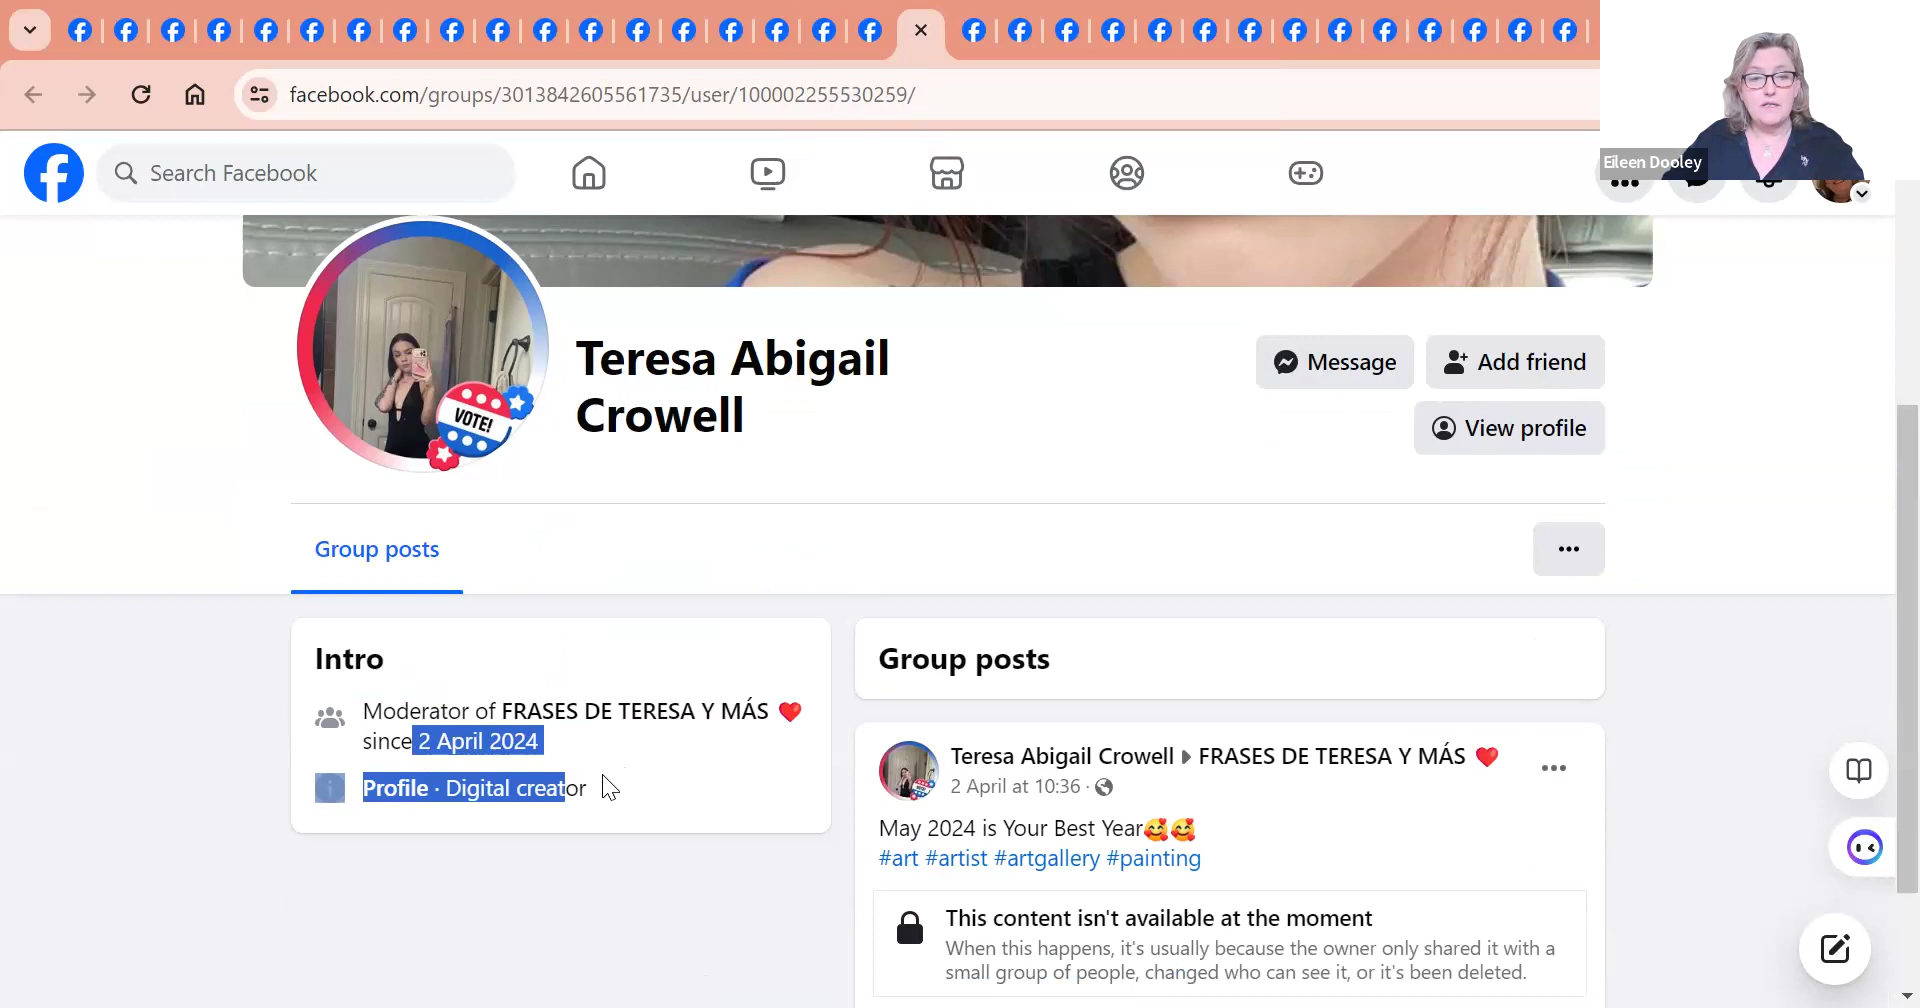 facebook.com/groups/3013842605561735/user/100002255530259/
Eileen Dooley
Search Facebook
VOTE!
Teresa Abigail
Crowell
Message
Add friend
View profile
Group posts
Intro
Moderator of FRASES DE TERESA Y MÁS ❤️
since 2 April 2024
Profile · Digital creator
Group posts
Teresa Abigail Crowell ▸ FRASES DE TERESA Y MÁS ❤️
2 April at 10:36 ·
May 2024 is Your Best Year🥰🥰
#art #artist #artgallery #painting
This content isn't available at the moment
When this happens, it's usually because the owner only shared it with a
small group of people, changed who can see it, or it's been deleted.